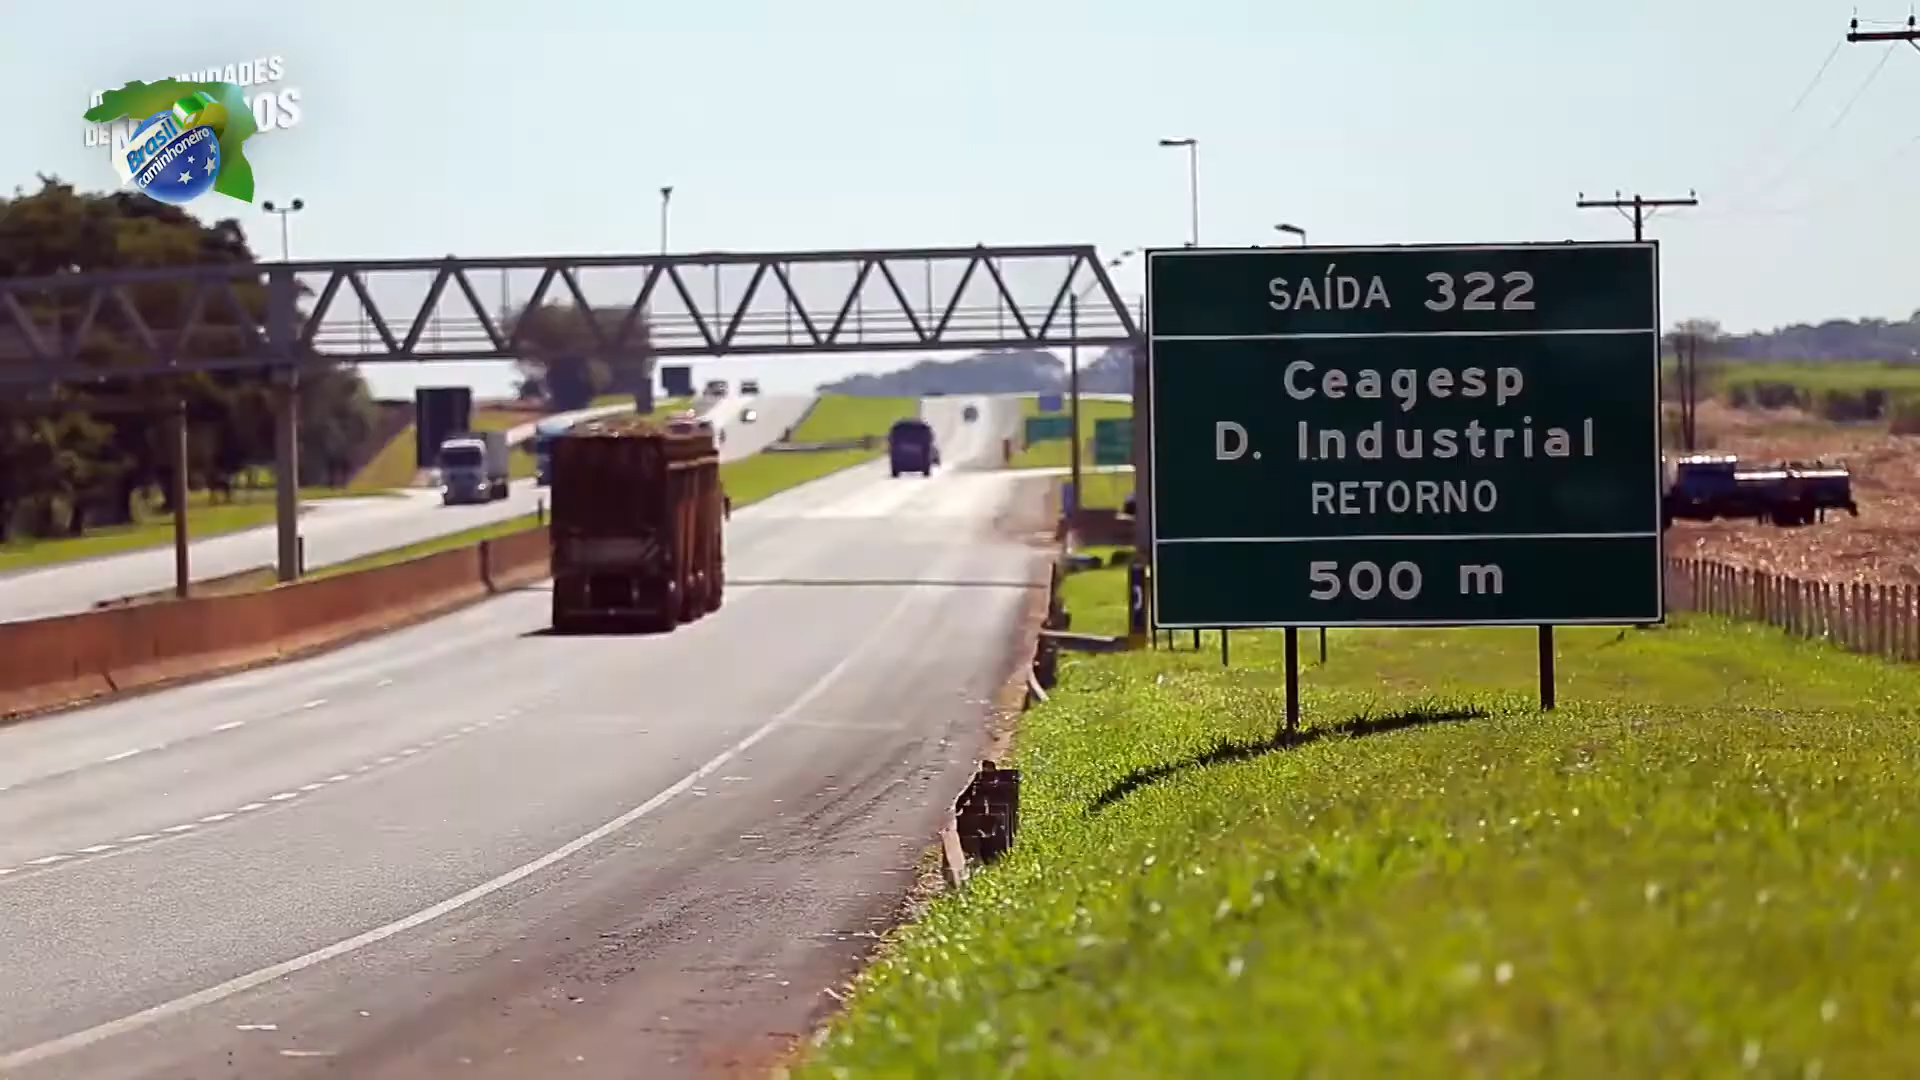 Brasil
caminhoneiro
SAÍDA 322
Ceagesp
D. Industrial
RETORNO
500 m